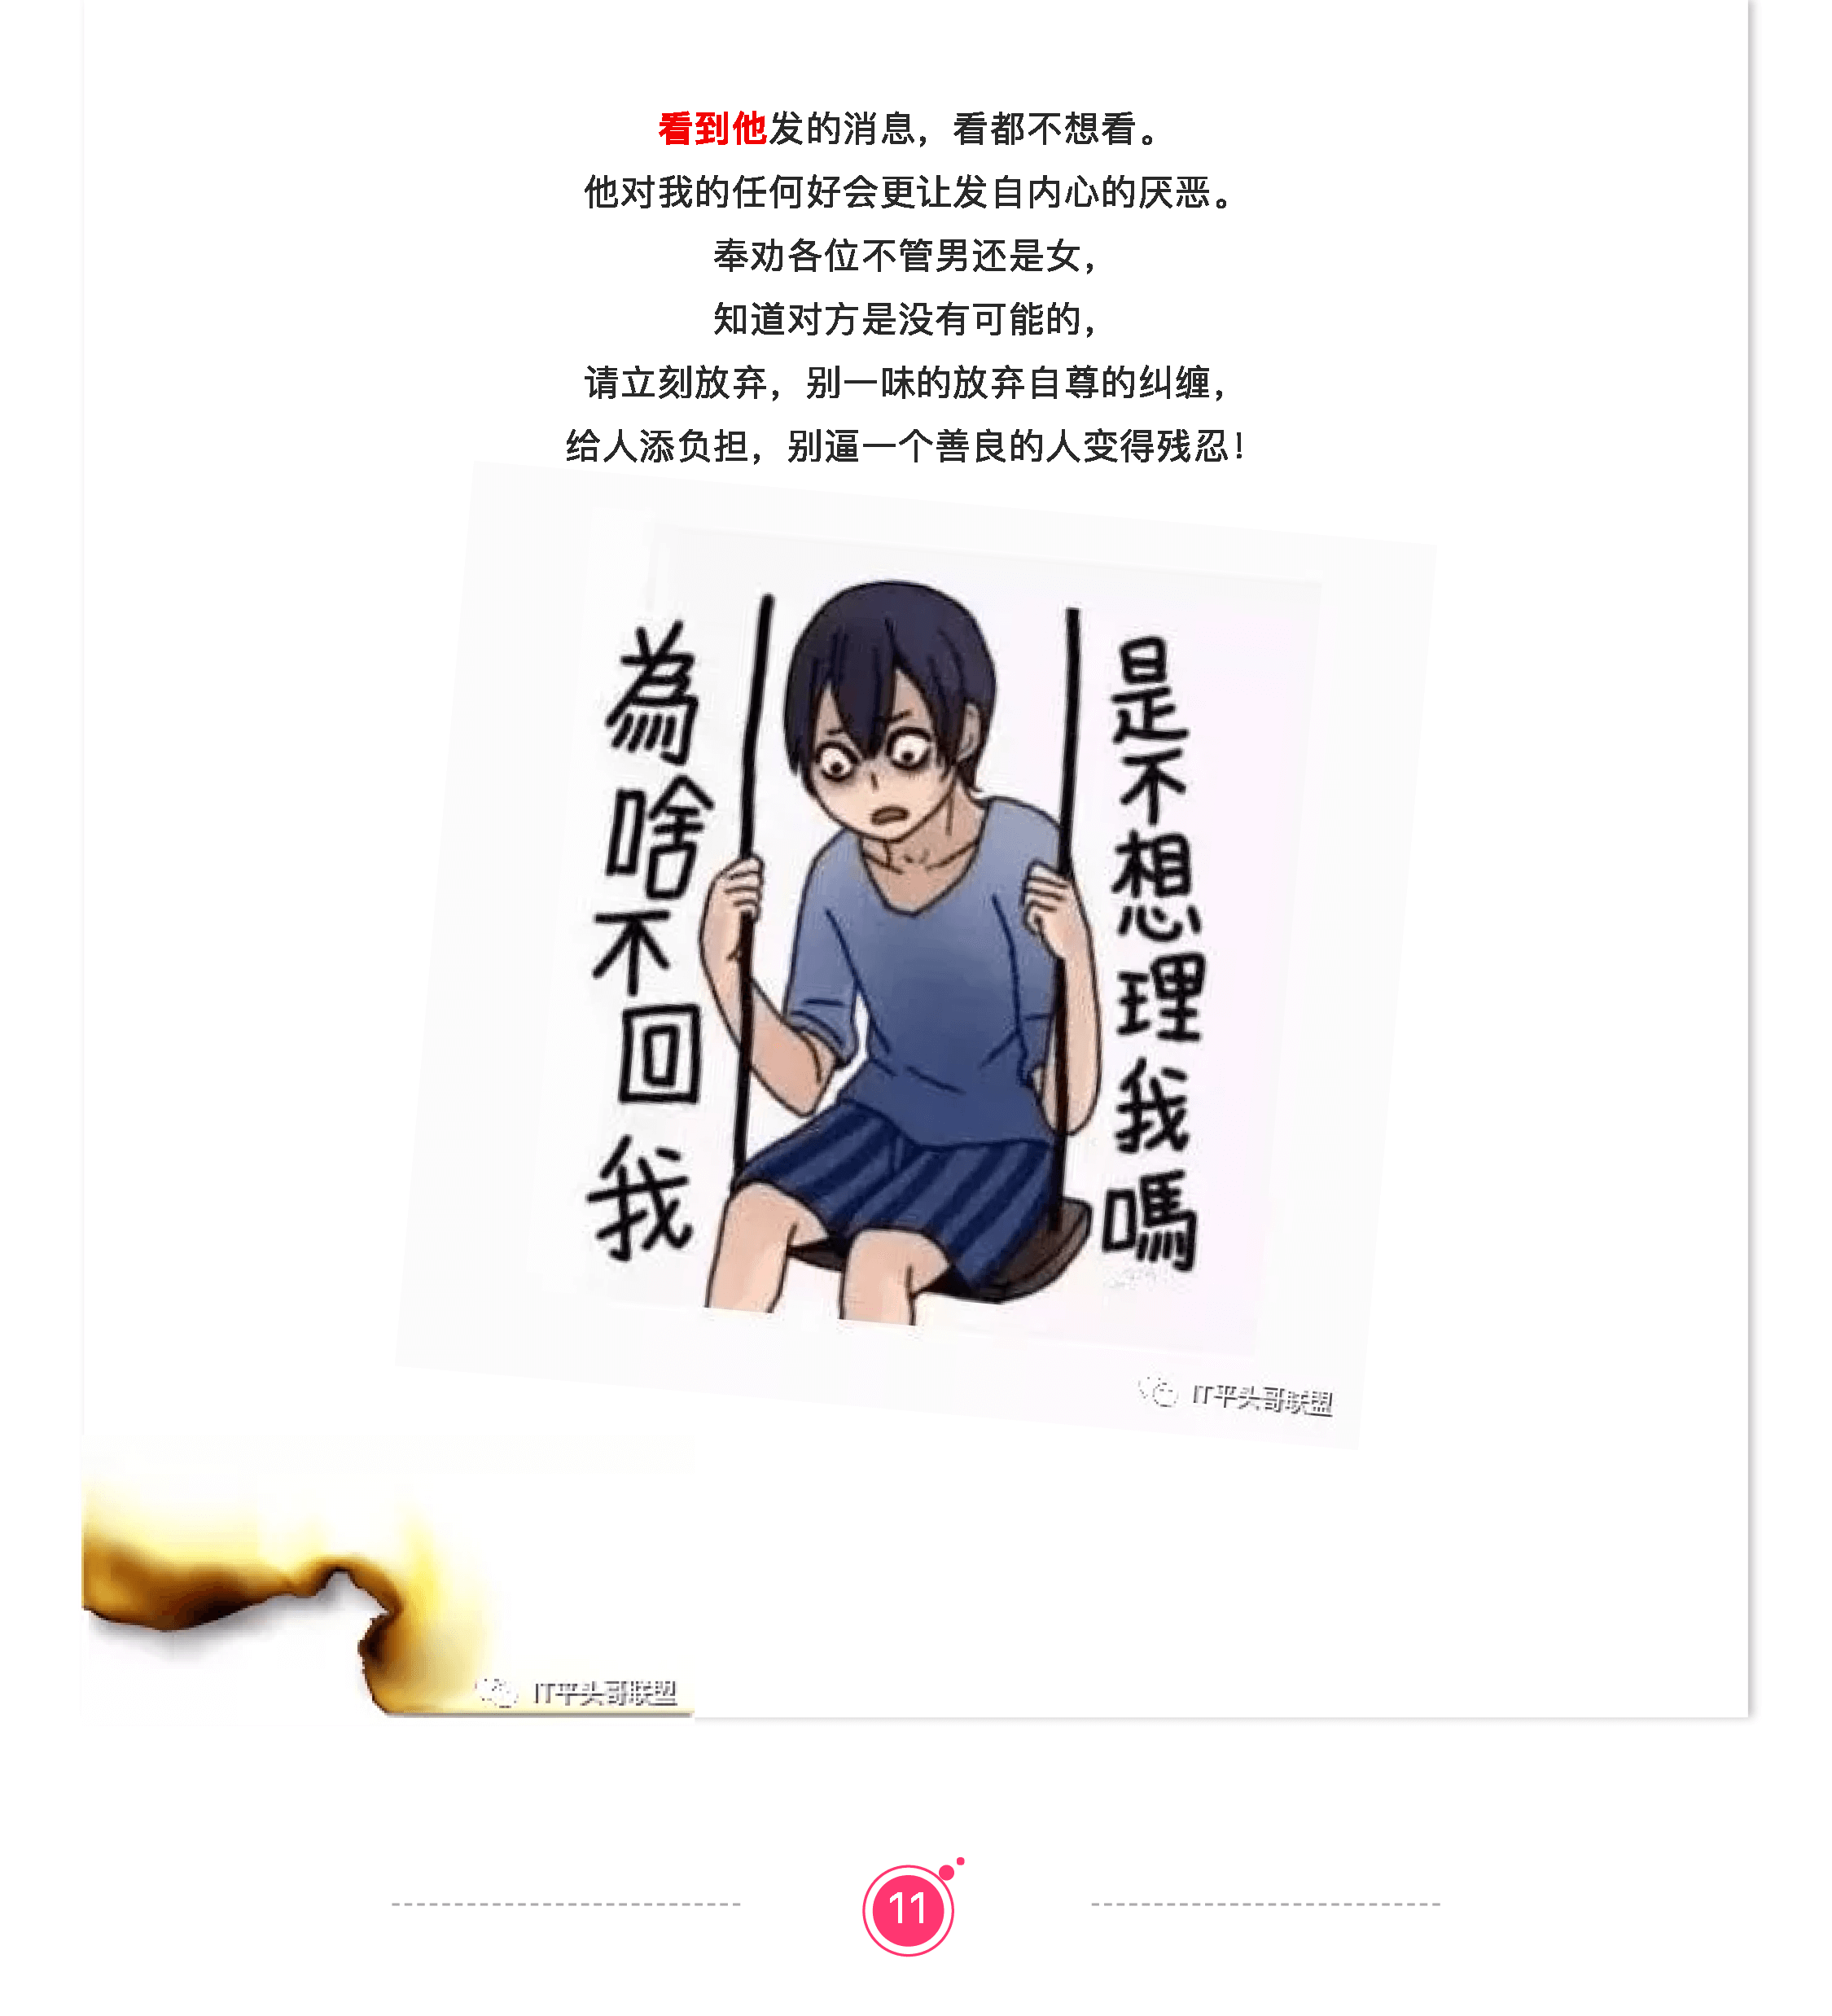 看到他发的消息，看都不想看。
他对我的任何好会更让发自内心的厌恶。
奉劝各位不管男还是女，
知道对方是没有可能的，
请立刻放弃，别一味的放弃自尊的纠缠，
给人添负担，别逼一个善良的人变得残忍！
為啥不回我
是不想理我嗎
IT平头哥联盟
IT平头哥联盟
11